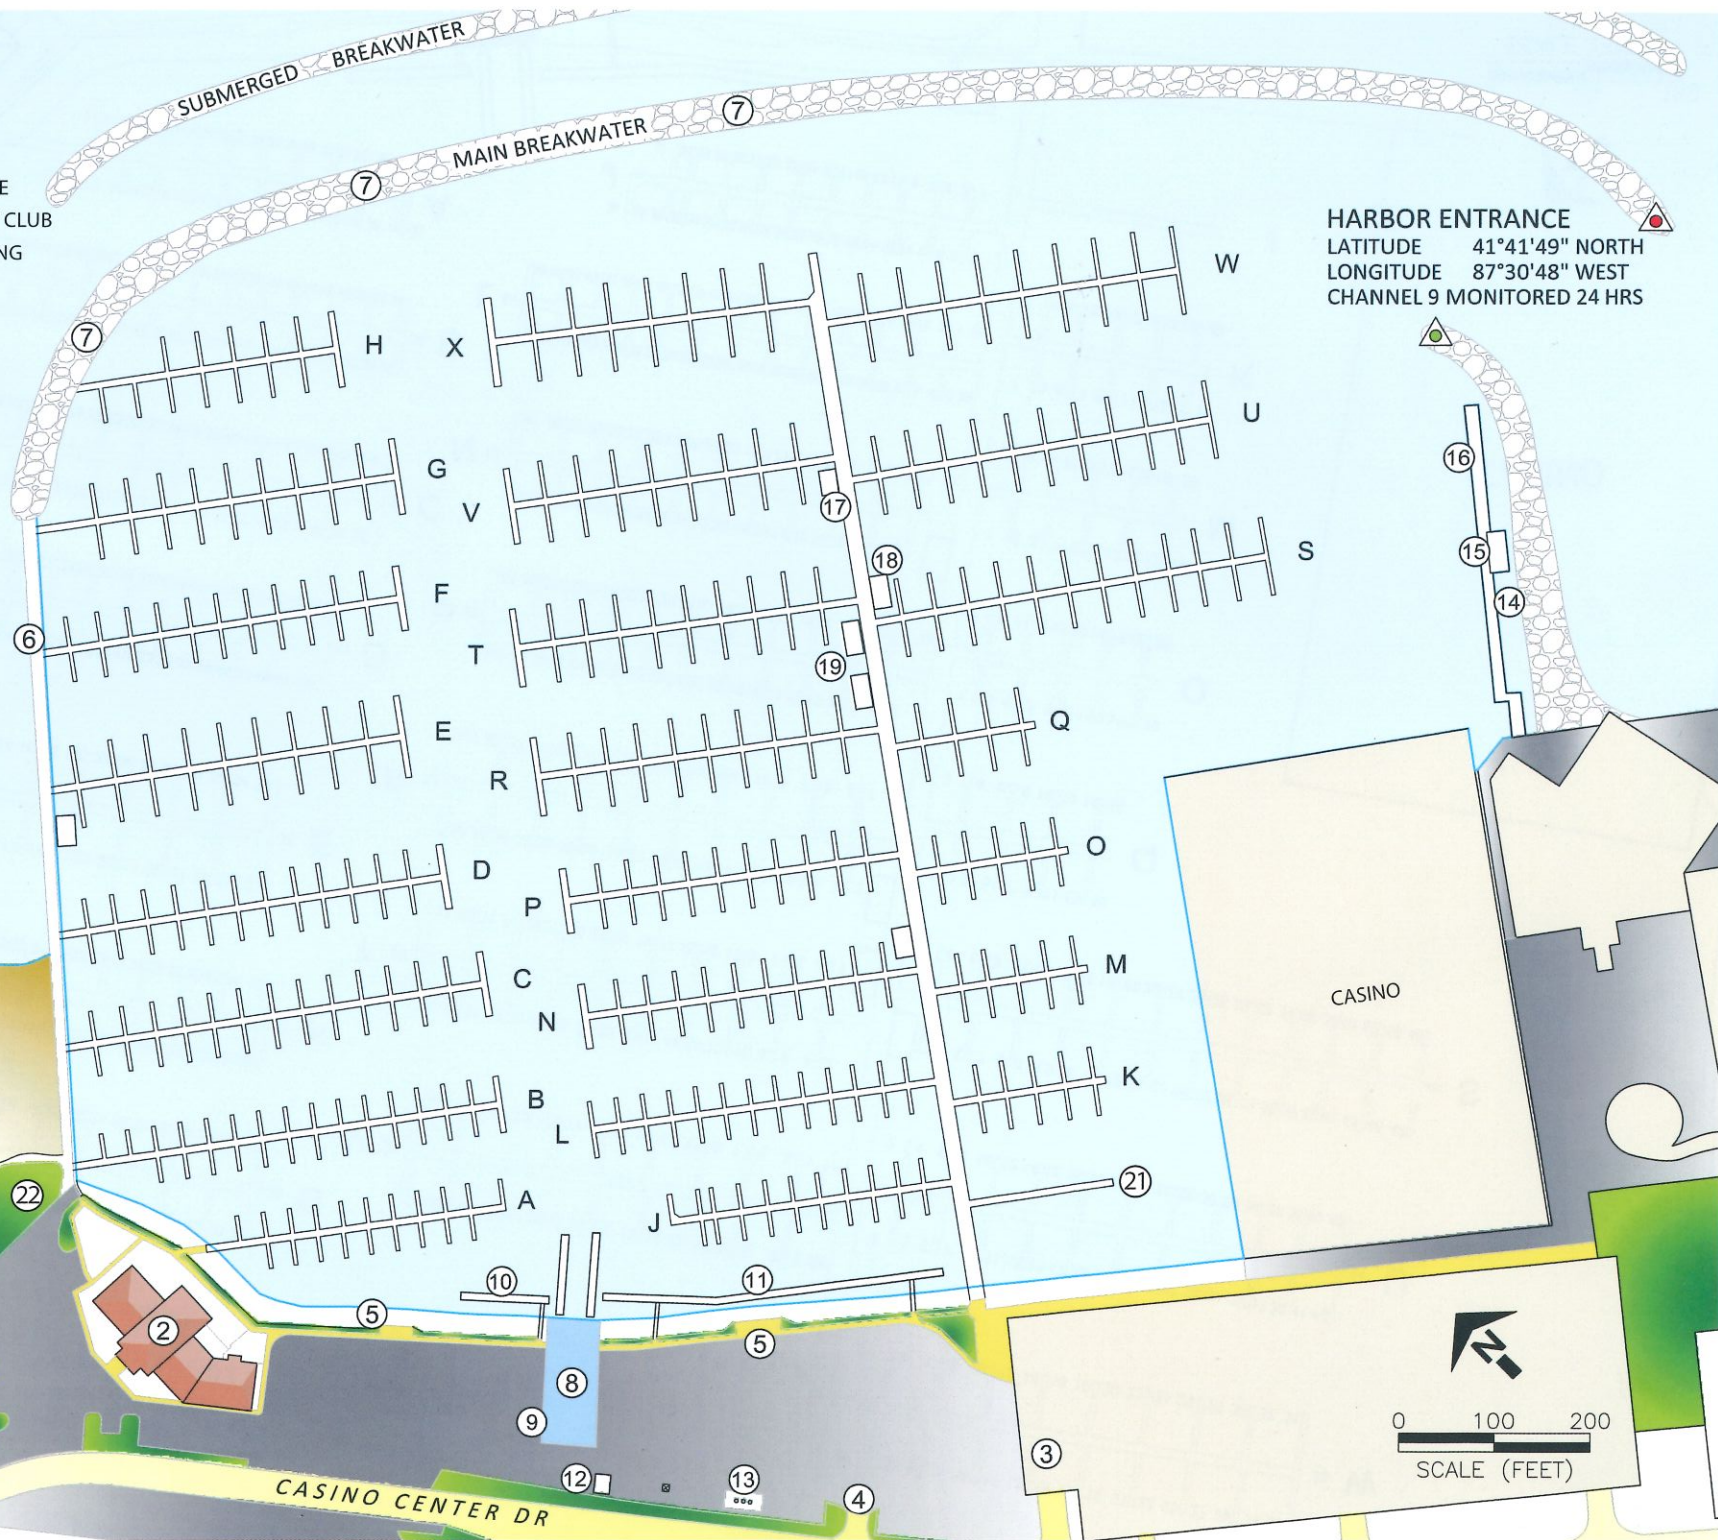 SUBMERGED BREAKWATER
MAIN BREAKWATER
7
7
7
E
CLUB
NG
HARBOR ENTRANCE
LATITUDE 41°41'49" NORTH
LONGITUDE 87°30'48" WEST
CHANNEL 9 MONITORED 24 HRS
W
H
X
U
G
V
16
17
S
15
18
14
F
6
T
19
Q
E
R
O
D
P
M
C
N
CASINO
K
B
L
21
22
A
J
10
11
5
2
5
N
8
9
0 100 200
SCALE (FEET)
3
12
13
4
CASINO CENTER DR